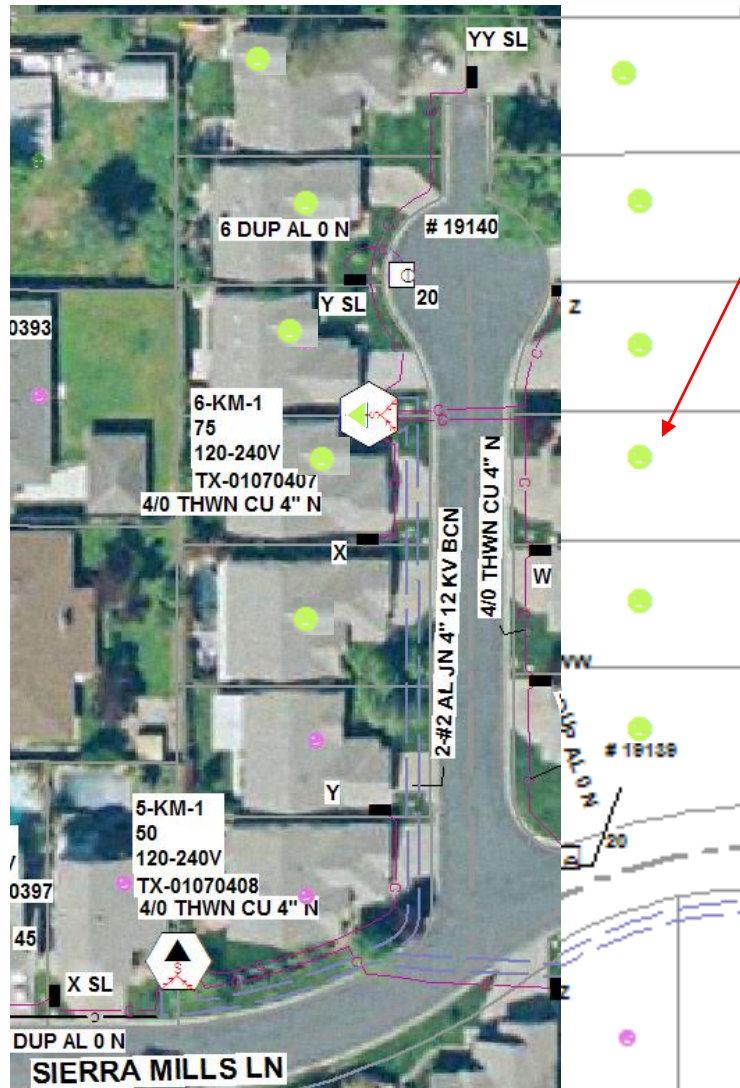 YY SL
6 DUP AL 0 N
# 19140
Y SL
20
Z
0393
6-KM-1
75
120-240V
TX-01070407
4/0 THWN CU 4" N
X
2-#2 AL JN 4" 12 KV BCN
4/0 THWN CU 4" N
W
DUP AL 0 N
# 19139
20
Y
5-KM-1
50
120-240V
TX-01070408
4/0 THWN CU 4" N
0397
45
X SL
Z
DUP AL 0 N
SIERRA MILLS LN